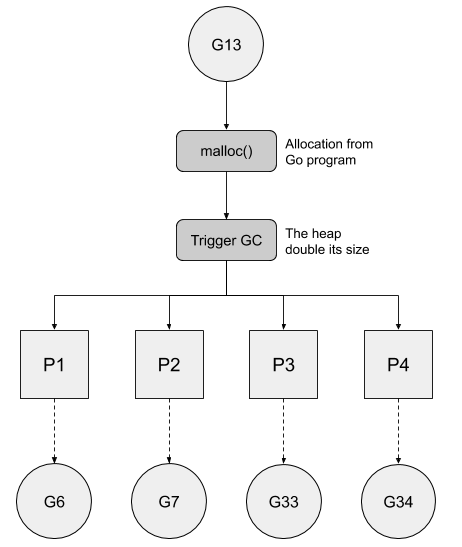 G13
malloc()
Allocation from
Go program
Trigger GC
The heap
double its size
P1
P2
P3
P4
G6
G7
G33
G34